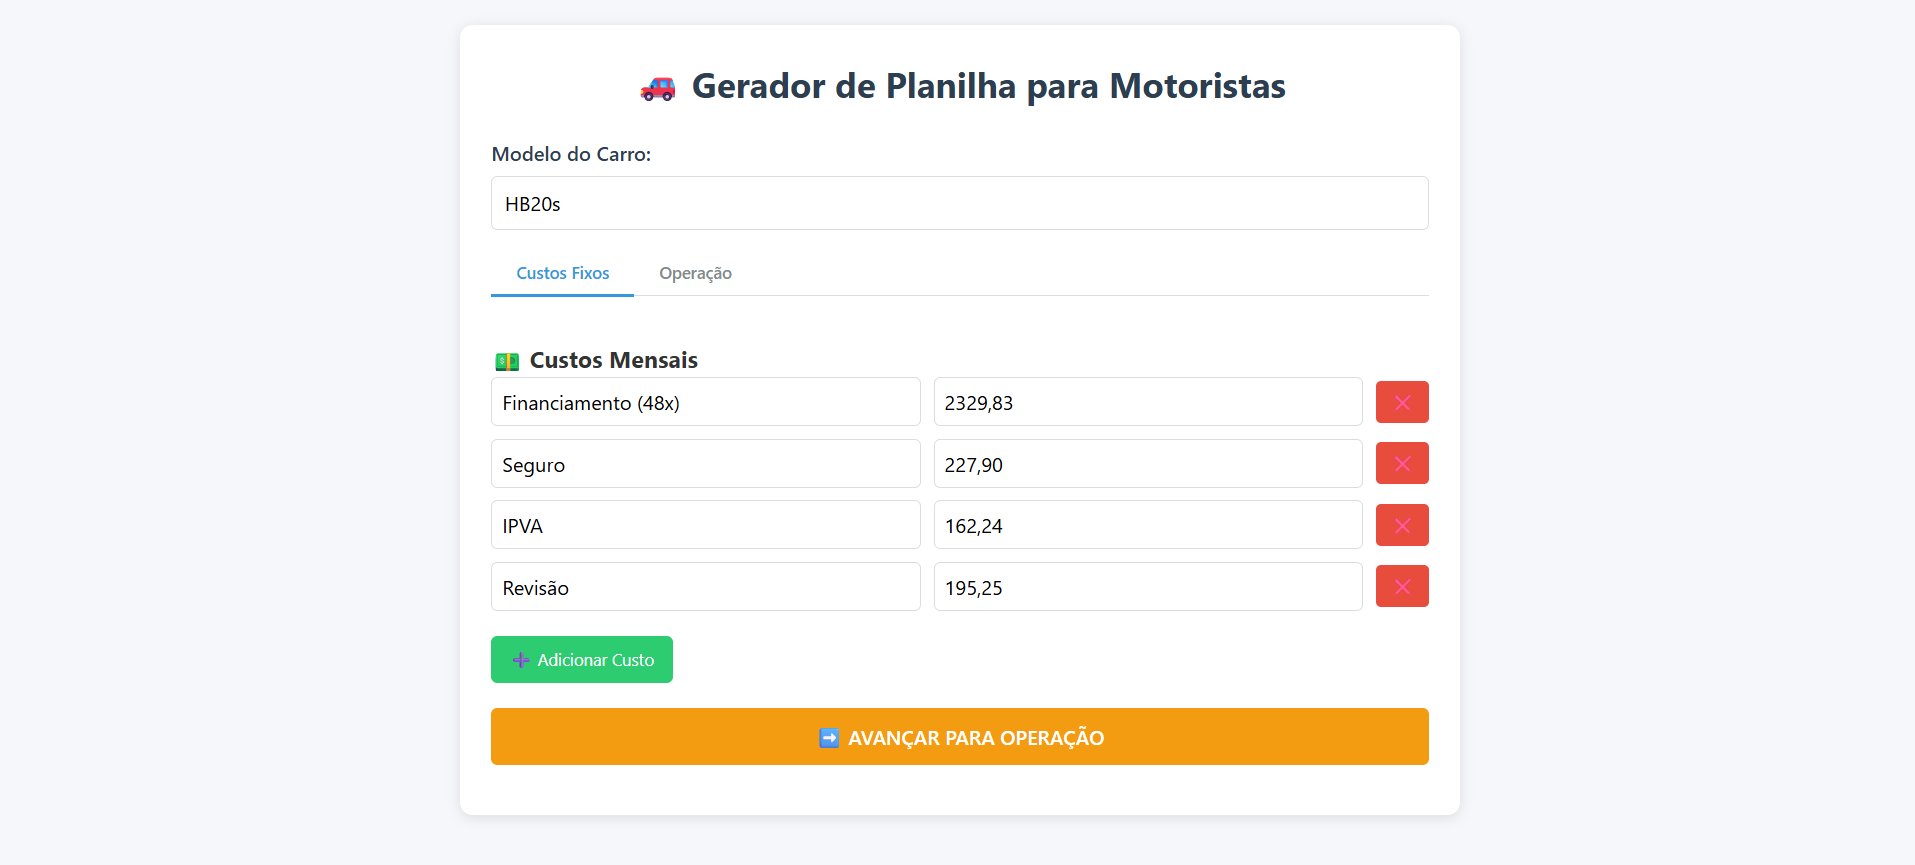 Gerador de Planilha para Motoristas
Modelo do Carro:
HB20s
Custos Fixos Operação
Custos Mensais
Financiamento (48x) 2329,83
Seguro 227,90
IPVA 162,24
Revisão 195,25
Adicionar Custo
AVANÇAR PARA OPERAÇÃO